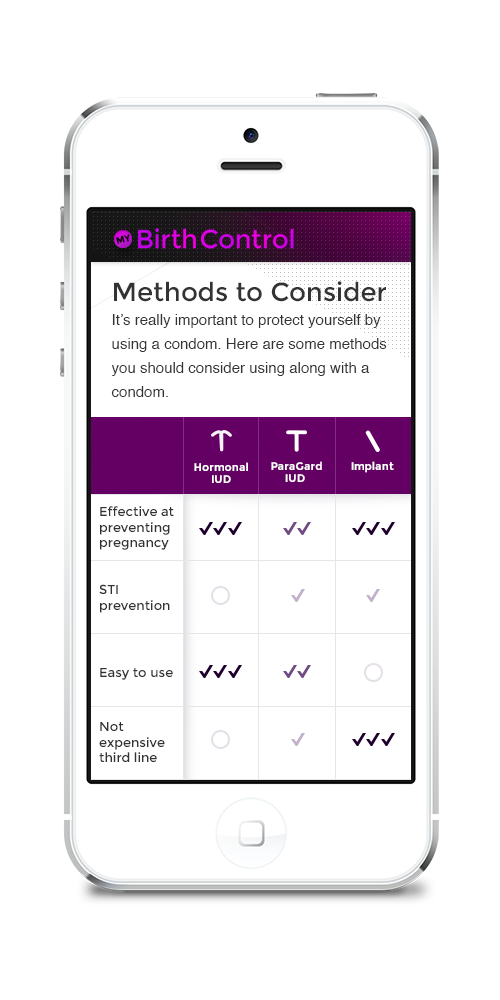 MY BirthControl
Methods to Consider
It's really important to protect yourself by
using a condom. Here are some methods
you should consider using along with a
condom.
Hormonal
IUD
ParaGard
IUD
Implant
Effective at
preventing
pregnancy
STI
prevention
Easy to use
Not
expensive
third line